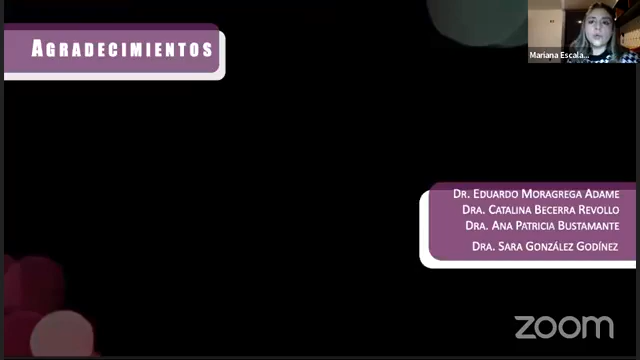 AGRADECIMIENTOS
Mariana Escala...
DR. EDUARDO MORAGREGA ADAME
DRA. CATALINA BECERRA REVOLLO
DRA. ANA PATRICIA BUSTAMANTE
DRA. SARA GONZÁLEZ GODÍNEZ
zoom